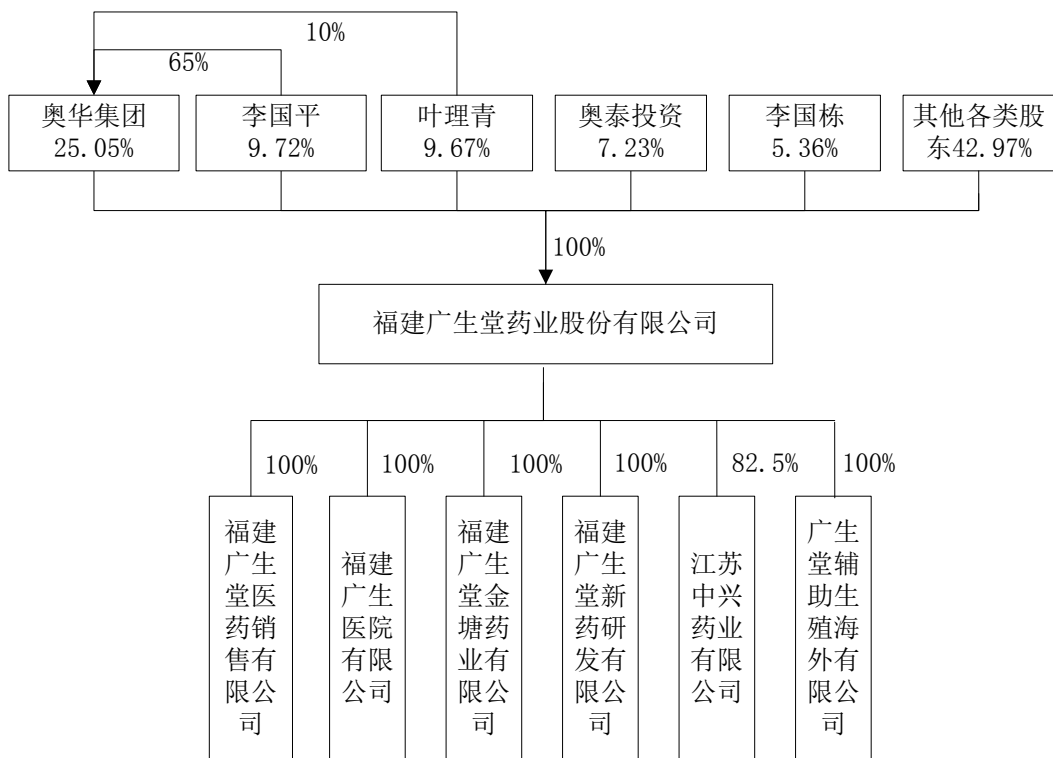 10%
65%
奥华集团
25.05%
李国平
9.72%
叶理青
9.67%
奥泰投资
7.23%
李国栋
5.36%
其他各类股
东42.97%
100%
福建广生堂药业股份有限公司
100%
100%
100%
100%
82.5%
100%
福建
广生
堂医
药销
售有
限公
司
福建
广生
医院
有限
公司
福建
广生
堂金
塘药
业有
限公
司
福建
广生
堂新
药研
发有
限公
司
江苏
中兴
药业
有限
公司
广生
堂辅
助生
殖海
外有
限公
司